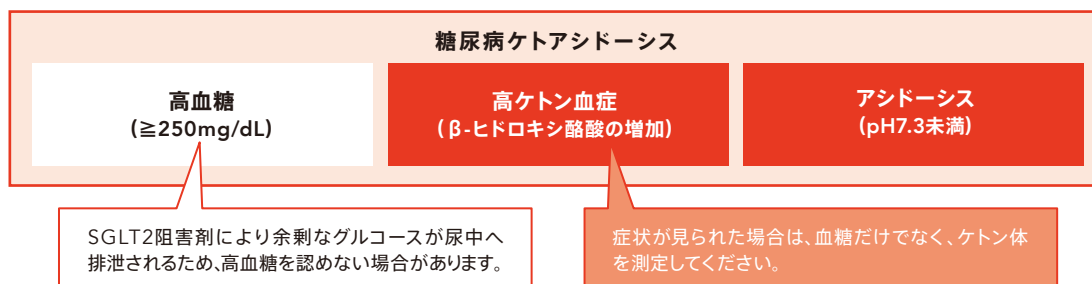 糖尿病ケトアシドーシス
高血糖
(≧250mg/dL)
高ケトン血症
(β-ヒドロキシ酪酸の増加)
アシドーシス
(pH7.3未満)
SGLT2阻害剤により余剰なグルコースが尿中へ
排泄されるため、高血糖を認めない場合があります。
症状が見られた場合は、血糖だけでなく、ケトン体
を測定してください。